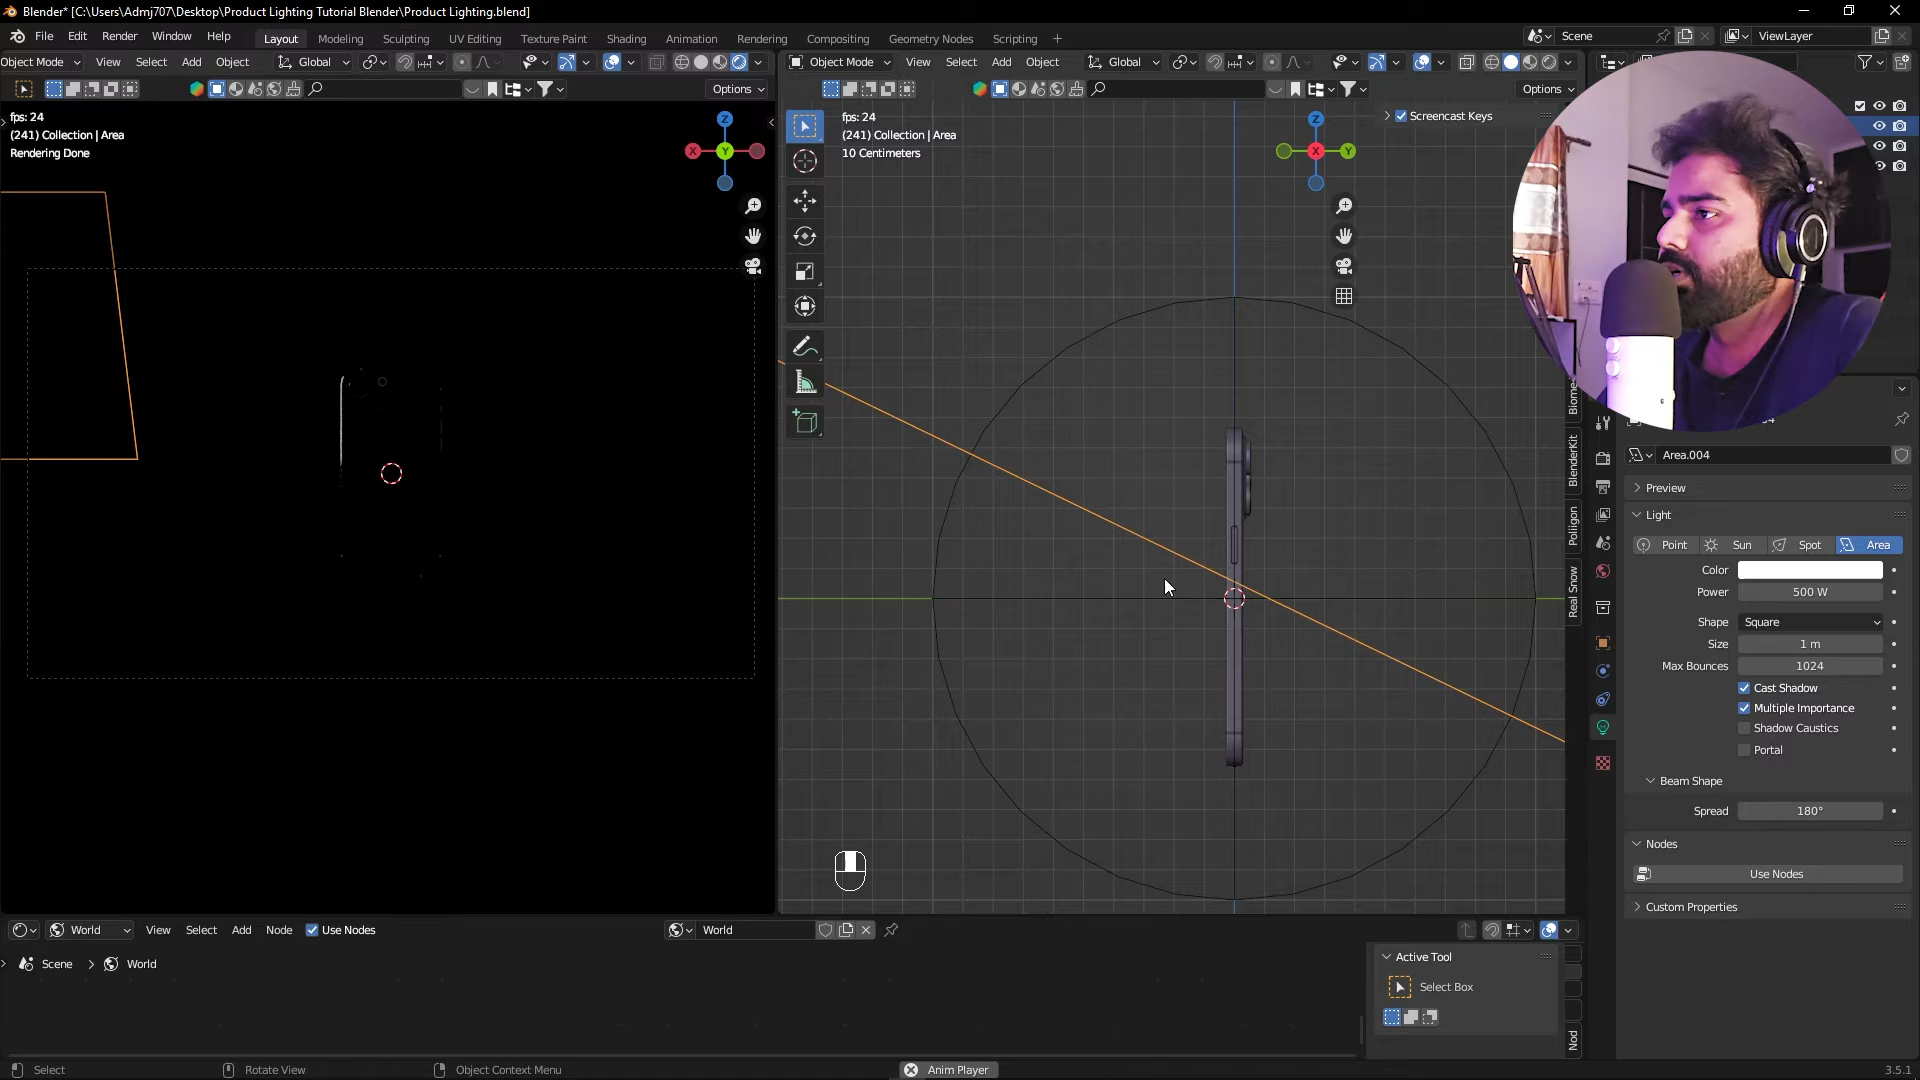 Blender* [C:\Users\Admj707\Desktop\Product Lighting Tutorial Blender\Product Lighting.blend]
File Edit Render Window Help Layout Modeling Sculpting UV Editing Texture Paint Shading Animation Rendering Compositing Geometry Nodes Scripting + Scene ViewLayer
Object Mode View Select Add Object Global
Object Mode View Select Add Object Global
Options
Options
fps: 24
(241) Collection | Area
Rendering Done
Z
X
Y
fps: 24
(241) Collection | Area
10 Centimeters
Z
X
Y
Screencast Keys
Biome-
BlenderKit
Poliigon
Real Snow
Area.004
Preview
Light
Point Sun Spot Area
Color
Power 500 W
Shape Square
Size 1 m
Max Bounces 1024
Cast Shadow
Multiple Importance
Shadow Caustics
Portal
Beam Shape
Spread 180°
Nodes
Use Nodes
Custom Properties
World View Select Add Node Use Nodes World
Scene > World
Active Tool
Select Box
Nod
Select Rotate View Object Context Menu Anim Player 3.5.1